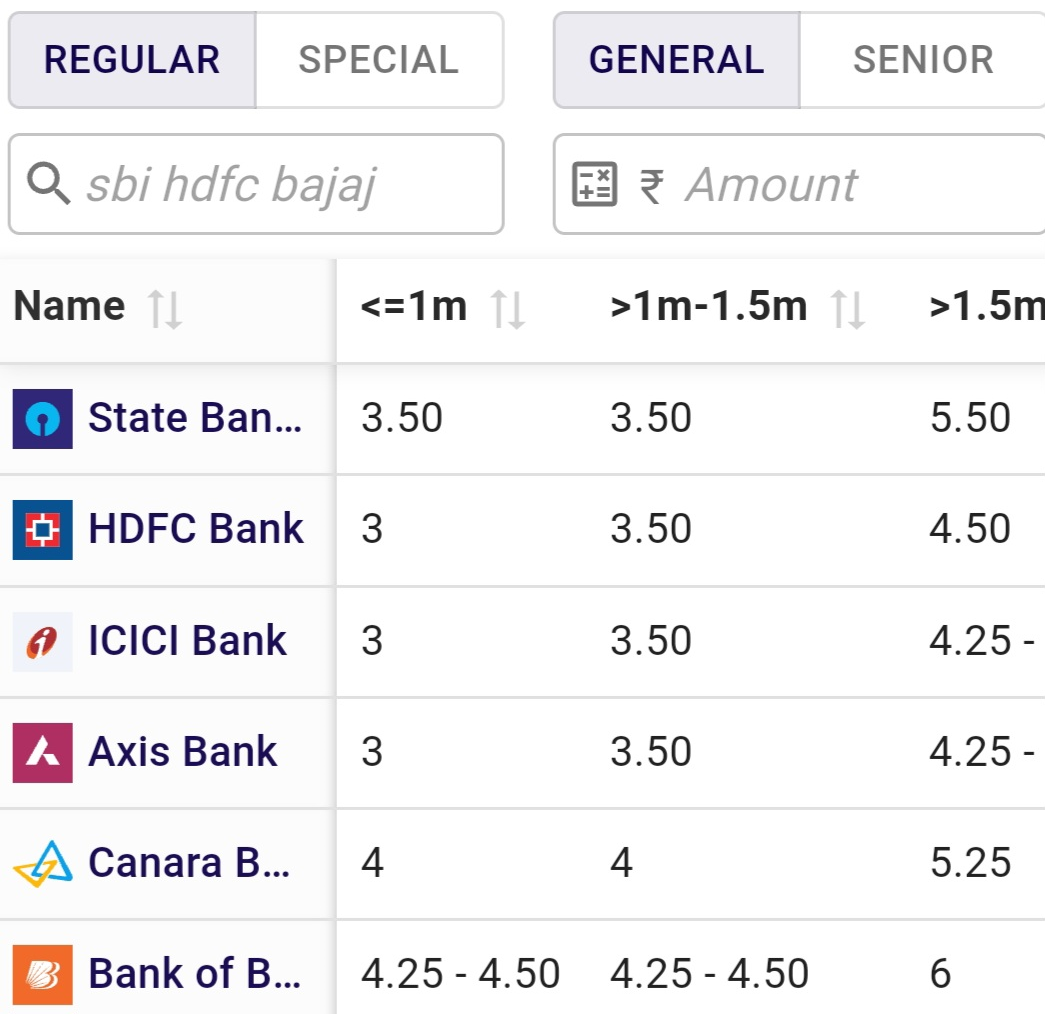 REGULAR SPECIAL GENERAL SENIOR
sbi hdfc bajaj ₹ Amount
Name <=1m >1m-1.5m >1.5m
State Ban... 3.50 3.50 5.50
HDFC Bank 3 3.50 4.50
ICICI Bank 3 3.50 4.25 -
Axis Bank 3 3.50 4.25 -
Canara B... 4 4 5.25
Bank of B... 4.25 - 4.50 4.25 - 4.50 6